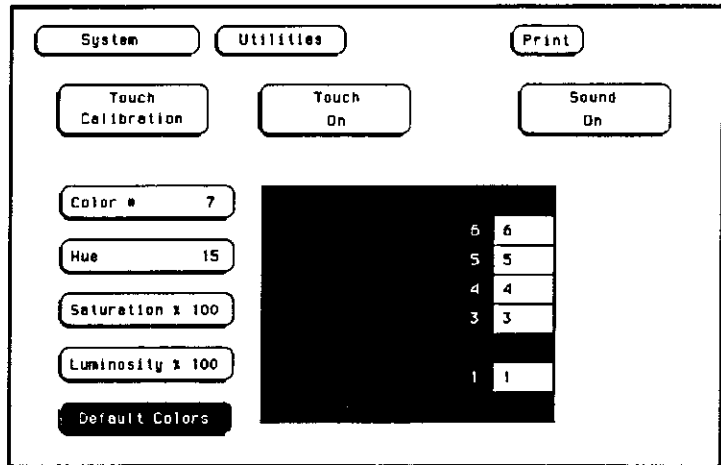 System Utilities Print
Touch Calibration
Touch On
Sound On
Color # 7
Hue 15
Saturation % 100
Luminosity % 100
Default Colors
6 6
5 5
4 4
3 3
1 1